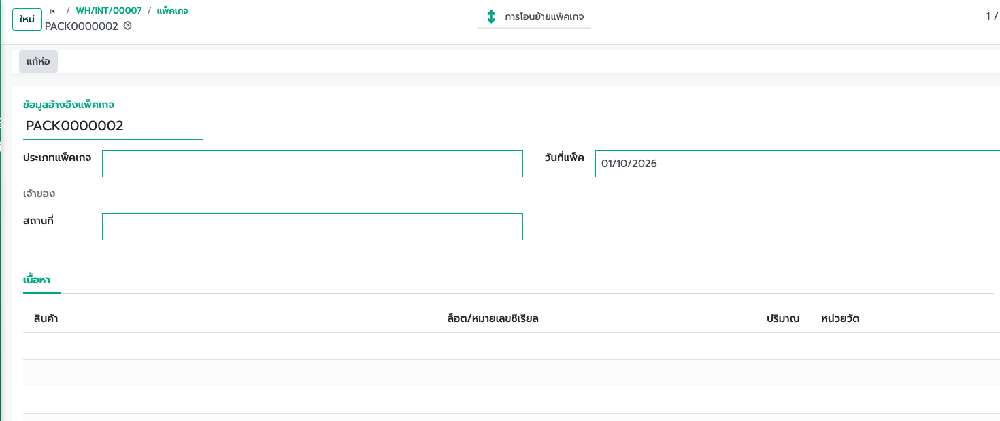 ใหม่ / WH/INT/00007 / แพ็คเกจ
PACK0000002
การโอนย้ายแพ้คเกจ
1 /
แก้ห่อ
ข้อมูลอ้างอิงแพ็คเกจ
PACK0000002
ประเภทแพ็คเกจ
วันที่แพ็ค 01/10/2026
เจ้าของ
สถานที่
เนื้อหา
สินค้า ล็อต/หมายเลขซีเรียล ปริมาณ หน่วยวัด